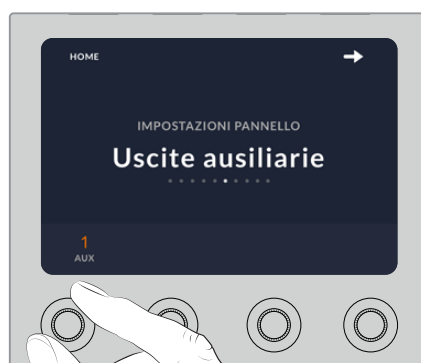 HOME
IMPOSTAZIONI PANNELLO
Uscite ausiliarie
1
AUX